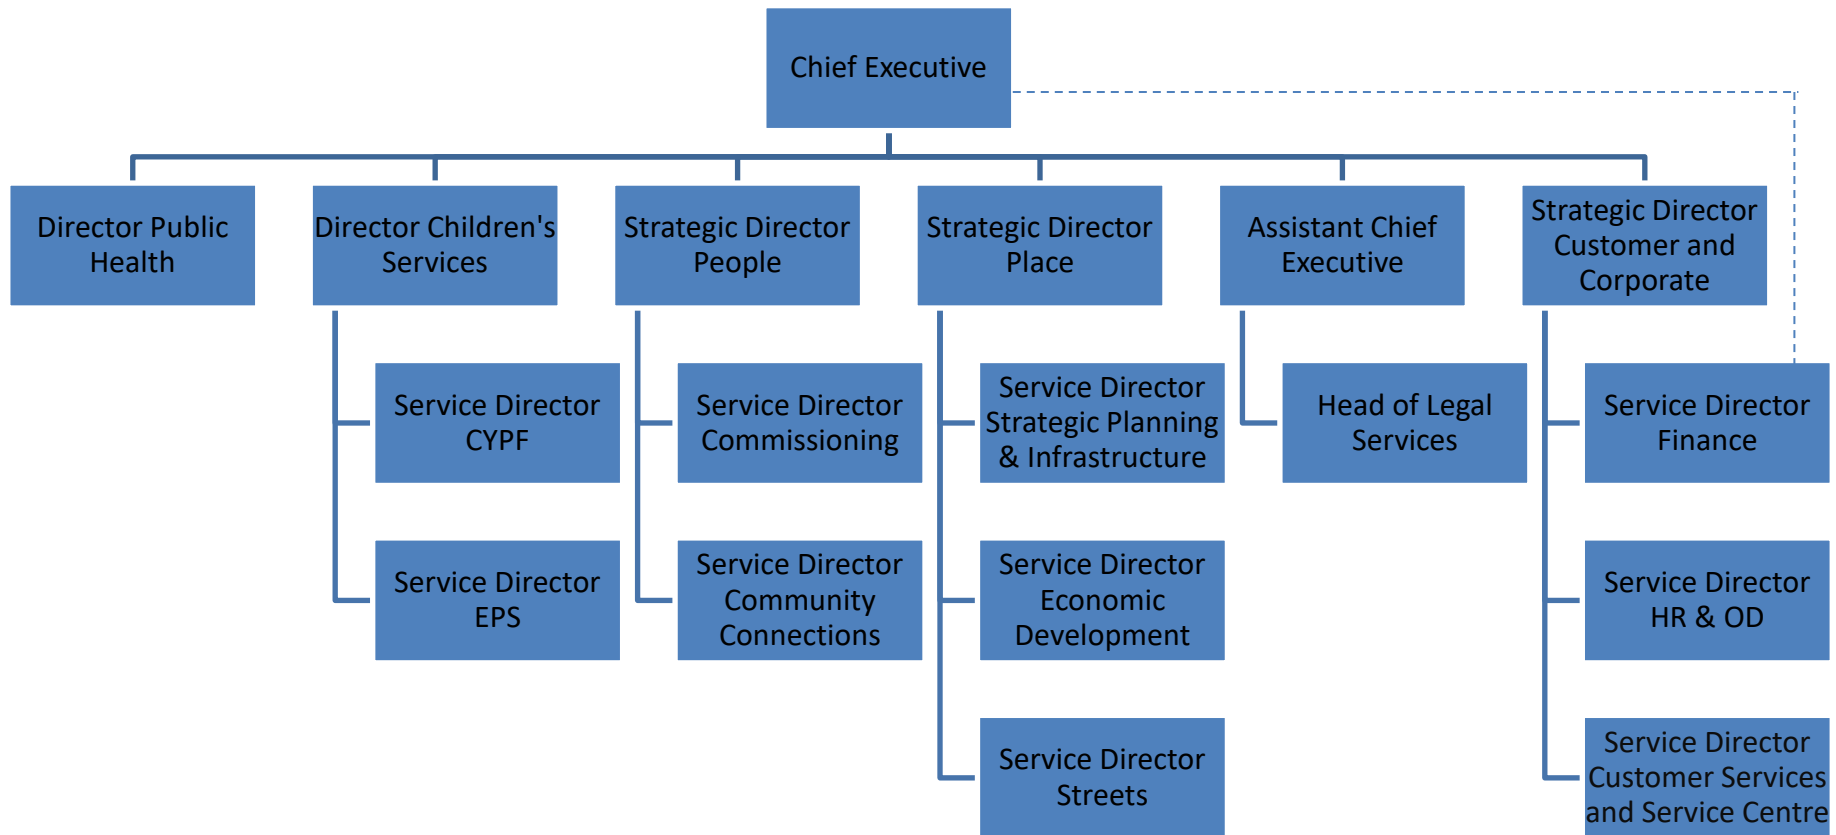 Chief Executive
Director Public
Health
Director Children's
Services
Strategic Director
People
Strategic Director
Place
Assistant Chief
Executive
Strategic Director
Customer and
Corporate
Service Director
CYPF
Service Director
Commissioning
Service Director
Strategic Planning
& Infrastructure
Head of Legal
Services
Service Director
Finance
Service Director
EPS
Service Director
Community
Connections
Service Director
Economic
Development
Service Director
HR & OD
Service Director
Streets
Service Director
Customer Services
and Service Centre